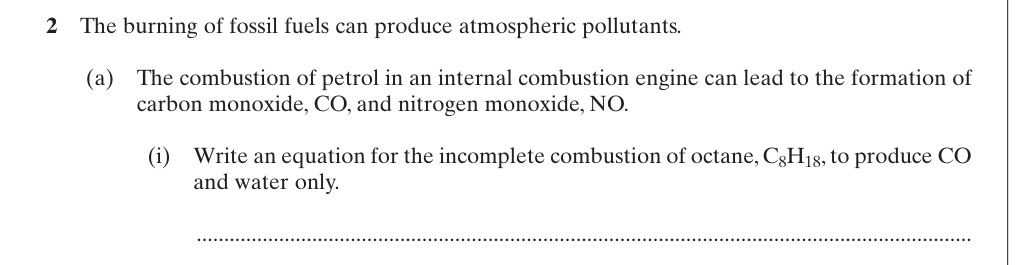 2 The burning of fossil fuels can produce atmospheric pollutants.
(a) The combustion of petrol in an internal combustion engine can lead to the formation of
carbon monoxide, CO, and nitrogen monoxide, NO.
(i) Write an equation for the incomplete combustion of octane, C₈H₁₈, to produce CO
and water only.